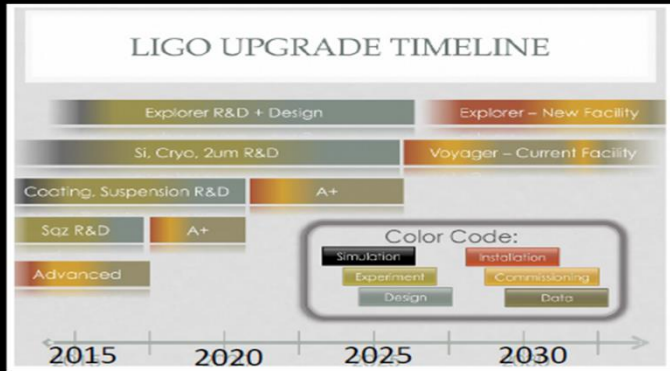 LIGO UPGRADE TIMELINE
Explorer R&D + Design
Explorer – New Facility
Si, Cryo, 2um R&D
Voyager – Current Facility
Coating, Suspension R&D
A+
Sqz R&D
A+
Advanced
Color Code:
Simulation
Installation
Experiment
Commissioning
Design
Data
2015
2020
2025
2030